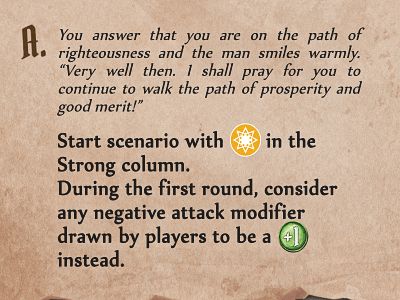 A.
You answer that you are on the path of
righteousness and the man smiles warmly.
“Very well then. I shall pray for you to
continue to walk the path of prosperity and
good merit!”
Start scenario with in the
Strong column.
During the first round, consider
any negative attack modifier
drawn by players to be a +1
instead.